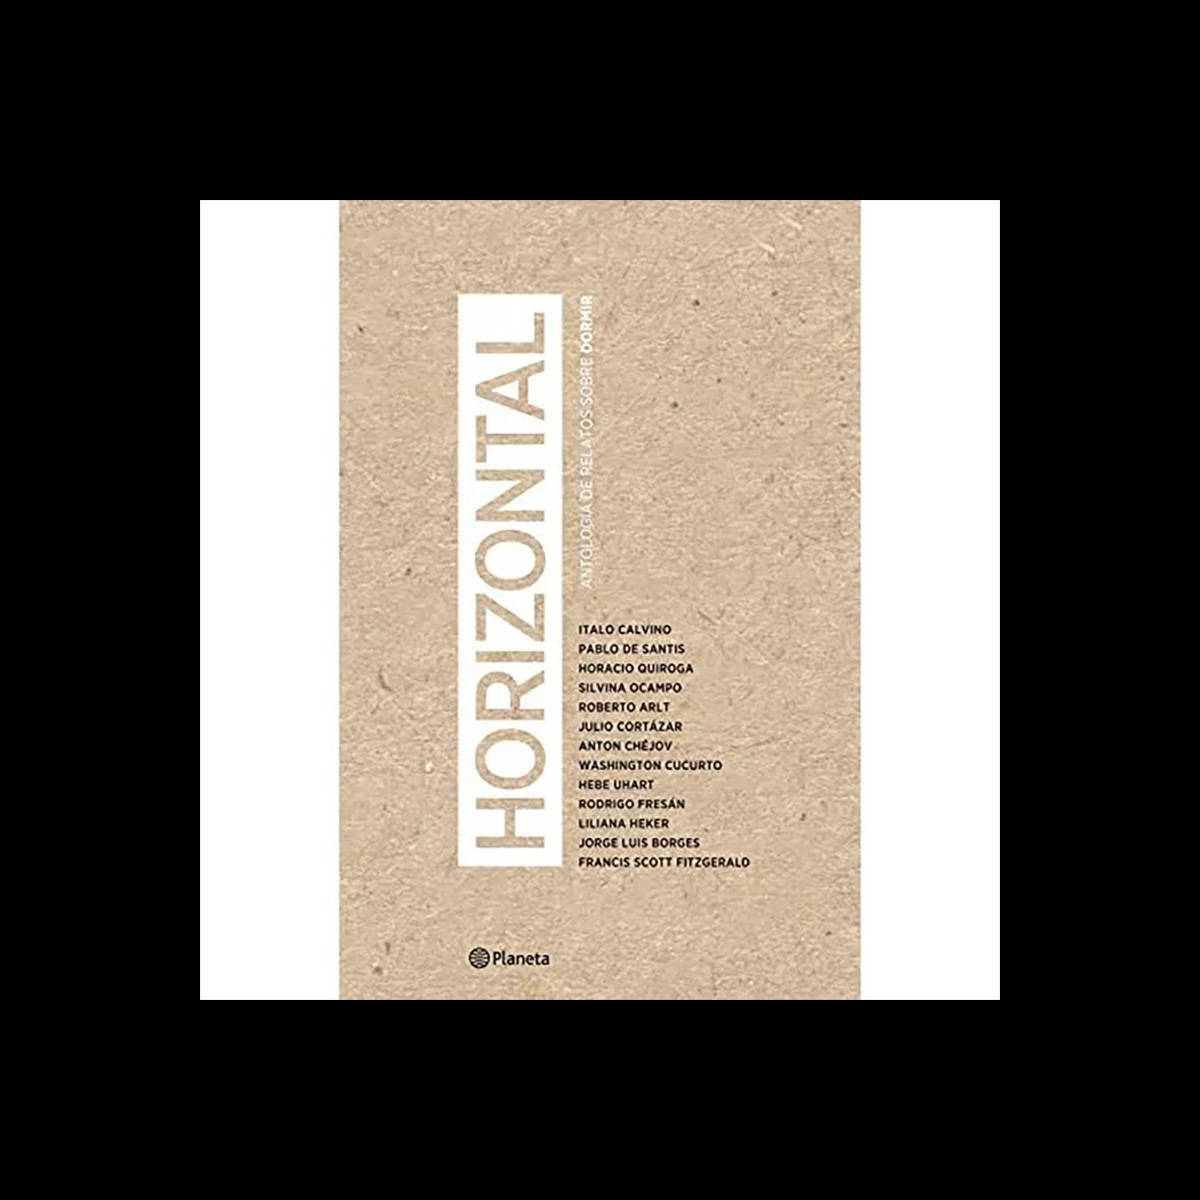 HORIZONTAL
ANTOLOGÍA DE RELATOS SOBRE DORMIR
ITALO CALVINO
PABLO DE SANTIS
HORACIO QUIROGA
SILVINA OCAMPO
ROBERTO ARLT
JULIO CORTÁZAR
ANTON CHÉJOV
WASHINGTON CUCURTO
HEBE UHART
RODRIGO FRESÁN
LILIANA HEKER
JORGE LUIS BORGES
FRANCIS SCOTT FITZGERALD
Planeta